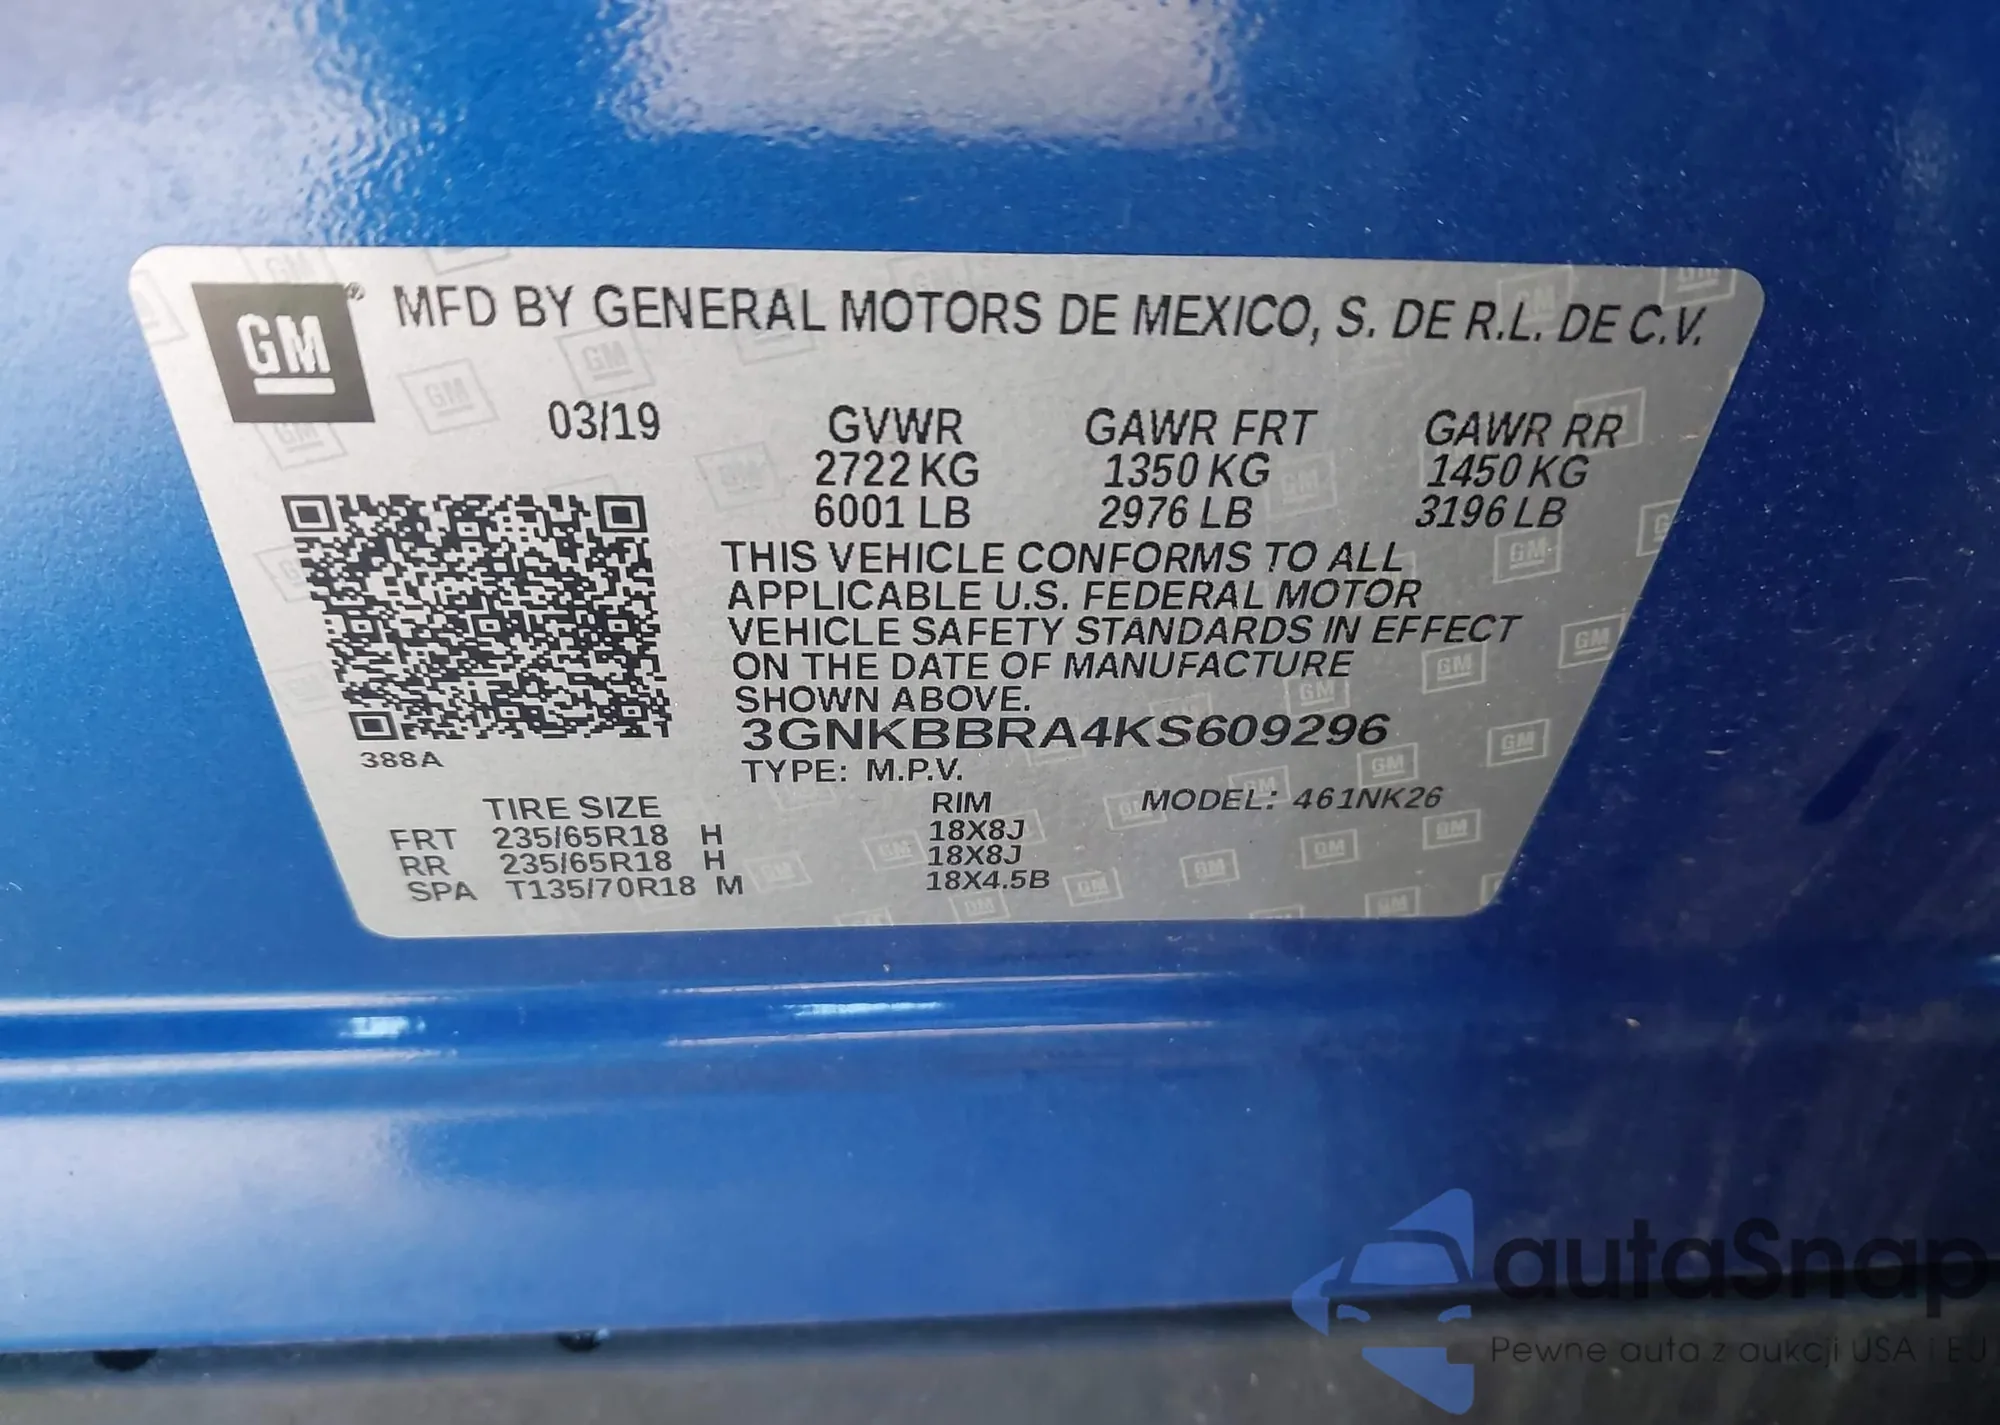 GM® MFD BY GENERAL MOTORS DE MEXICO, S. DE R.L. DE C.V.
03/19 GVWR GAWR FRT GAWR RR
2722 KG 1350 KG 1450 KG
6001 LB 2976 LB 3196 LB
THIS VEHICLE CONFORMS TO ALL
APPLICABLE U.S. FEDERAL MOTOR
VEHICLE SAFETY STANDARDS IN EFFECT
ON THE DATE OF MANUFACTURE
SHOWN ABOVE.
3GNKBBRA4KS609296
388A TYPE: M.P.V.
TIRE SIZE RIM MODEL: 461NK26
FRT 235/65R18 H 18X8J
RR 235/65R18 H 18X8J
SPA T135/70R18 M 18X4.5B
autaSnap
Pewne auta z aukcji USA i EU